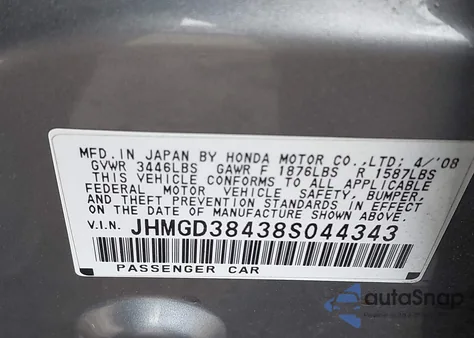 MFD. IN JAPAN BY HONDA MOTOR CO., LTD: 4/'08
GVWR 3446LBS GAWR F 1876LBS R 1587LBS
THIS VEHICLE CONFORMS TO ALL APPLICABLE
FEDERAL MOTOR VEHICLE SAFETY, BUMPER,
AND THEFT PREVENTION STANDARDS IN EFFECT
ON THE DATE OF MANUFACTURE SHOWN ABOVE.
V.I.N. JHMGD38438S044343
PASSENGER CAR
autoSnap